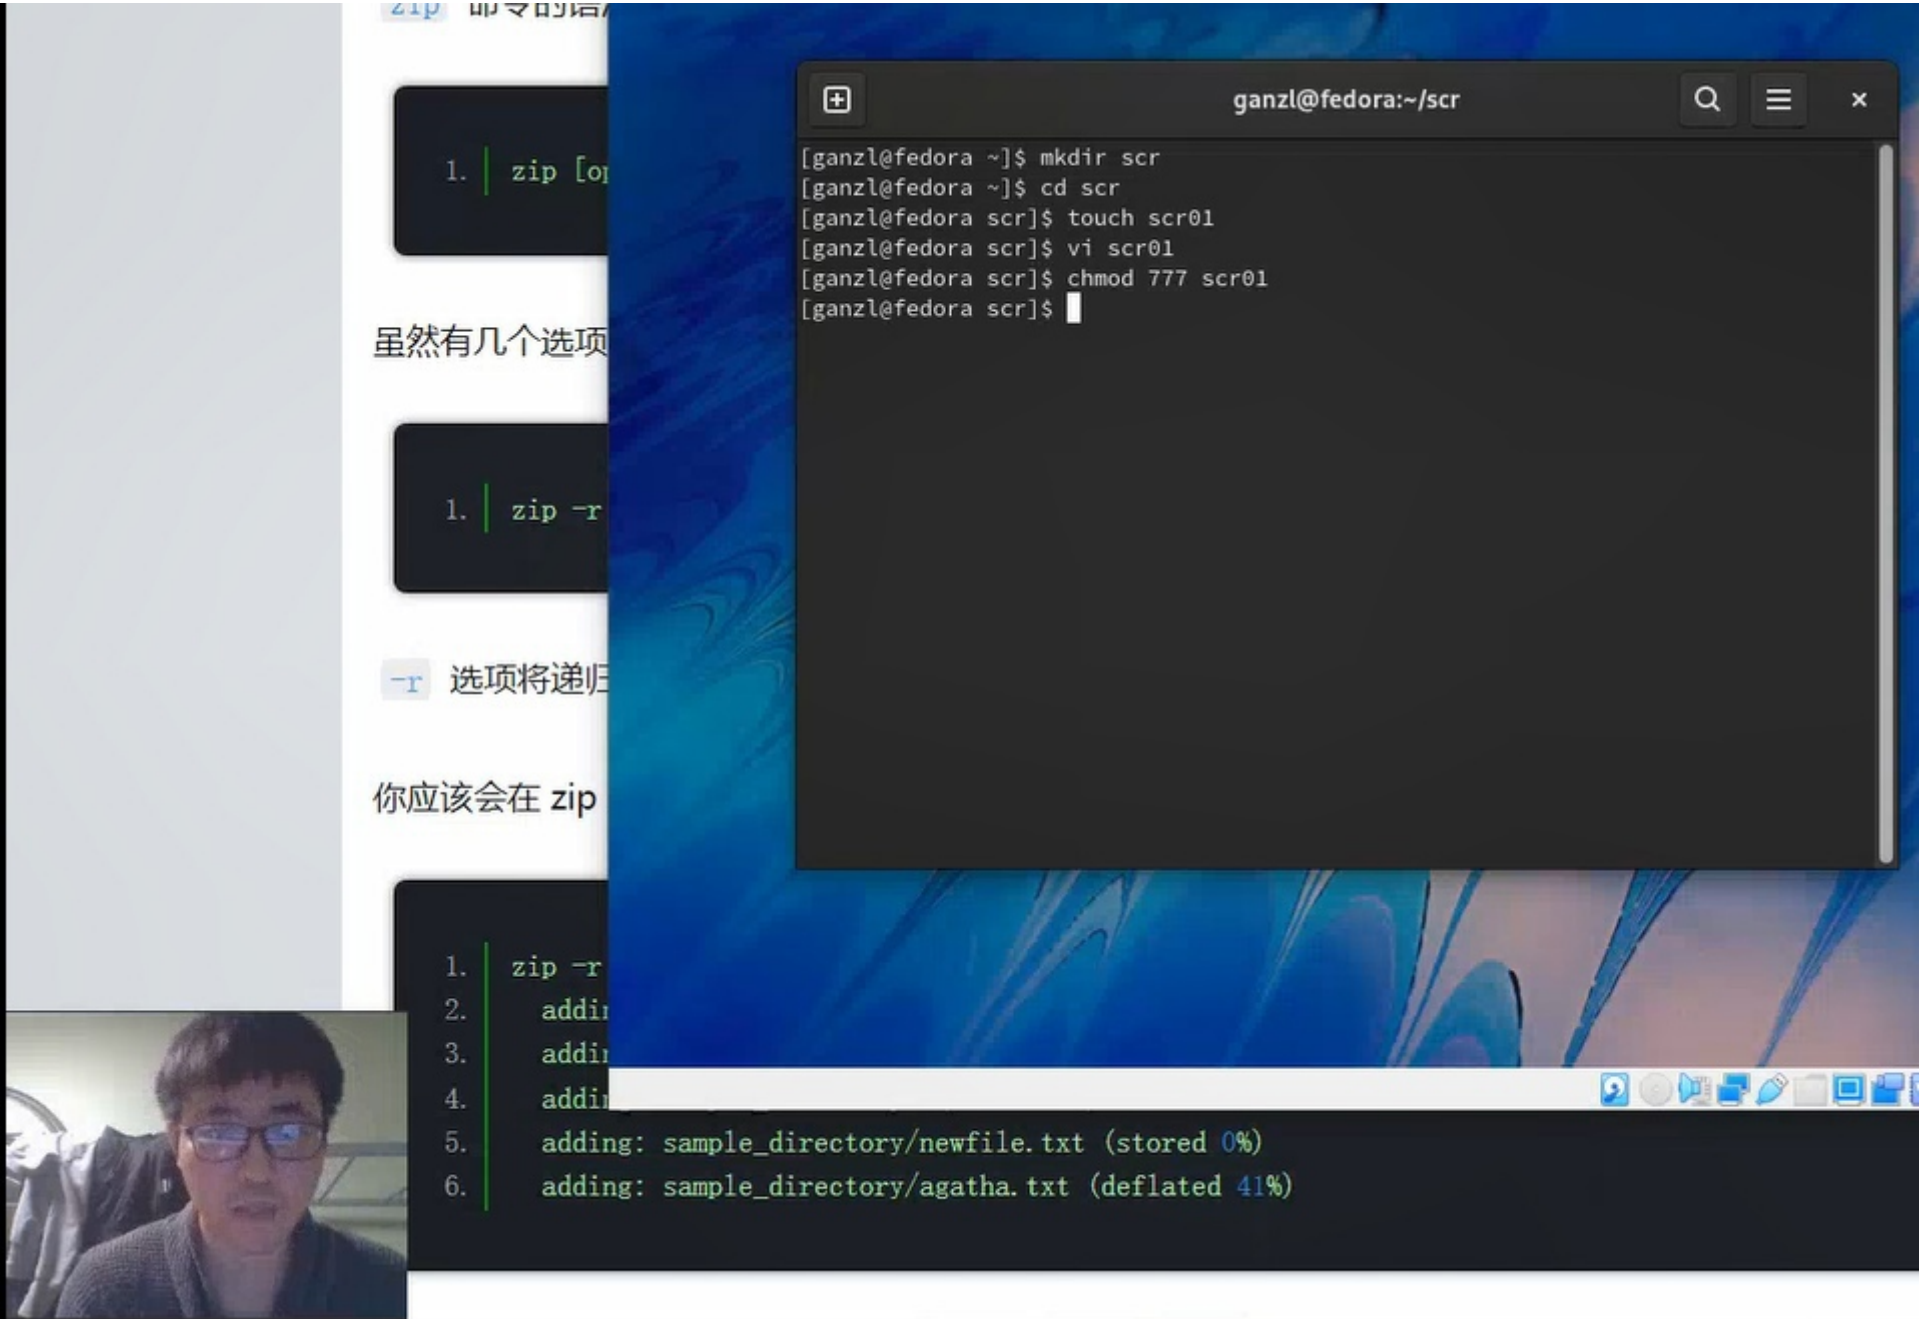 zip 命令的语
1. zip [op
虽然有几个选项
1. zip -r
-r 选项将递归
你应该会在 zip
1. zip -r
2. addin
3. addin
4. addin
5. adding: sample_directory/newfile.txt (stored 0%)
6. adding: sample_directory/agatha.txt (deflated 41%)
ganzl@fedora:~/scr
[ganzl@fedora ~]$ mkdir scr
[ganzl@fedora ~]$ cd scr
[ganzl@fedora scr]$ touch scr01
[ganzl@fedora scr]$ vi scr01
[ganzl@fedora scr]$ chmod 777 scr01
[ganzl@fedora scr]$